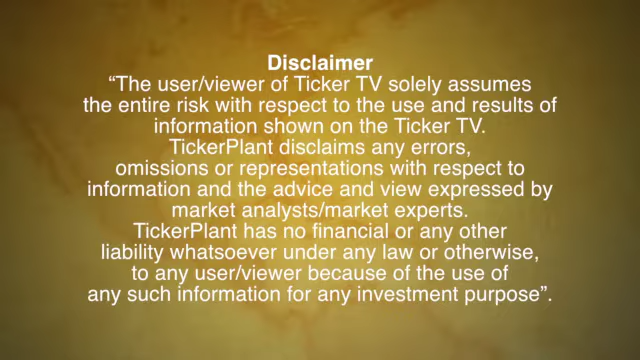 Disclaimer
“The user/viewer of Ticker TV solely assumes
the entire risk with respect to the use and results of
information shown on the Ticker TV.
TickerPlant disclaims any errors,
omissions or representations with respect to
information and the advice and view expressed by
market analysts/market experts.
TickerPlant has no financial or any other
liability whatsoever under any law or otherwise,
to any user/viewer because of the use of
any such information for any investment purpose”.